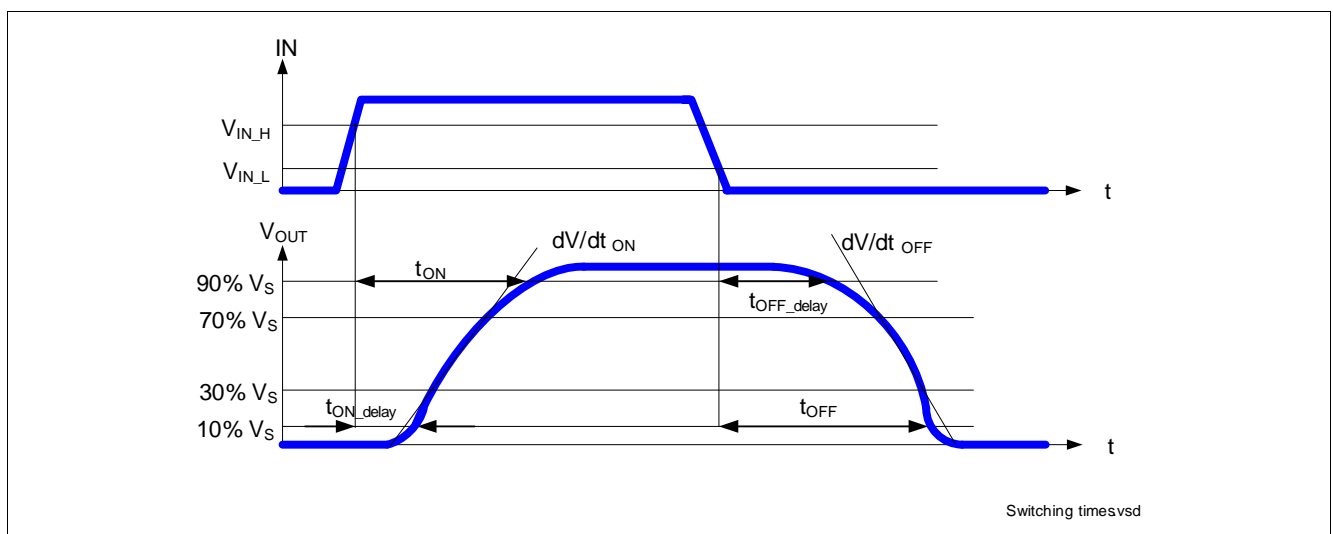 IN
V_IN_H
V_IN_L
t
V_OUT
dV/dt ON
dV/dt OFF
t_ON
90% V_S
t_OFF_delay
70% V_S
30% V_S
t_ON_delay
t_OFF
10% V_S
t
Switching times.vsd